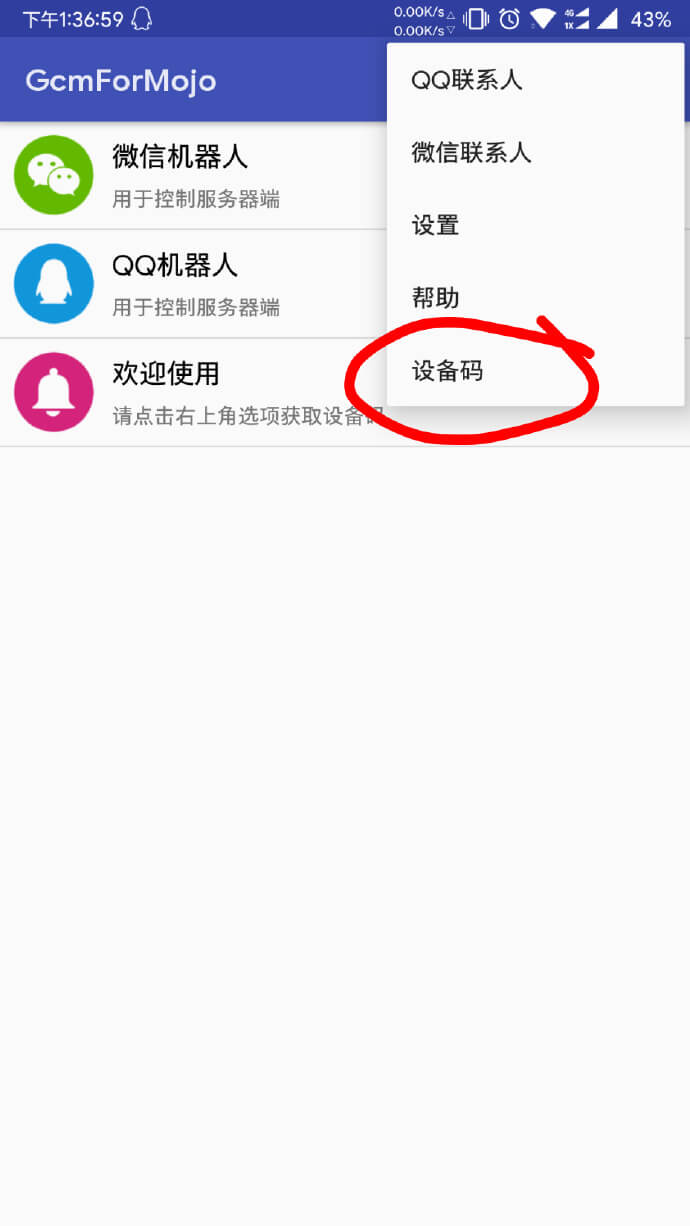 下午1:36:59
0.00K/s
0.00K/s
4G
1X
43%
GcmForMojo
QQ联系人
微信联系人
设置
帮助
设备码
微信机器人
用于控制服务器端
QQ机器人
用于控制服务器端
欢迎使用
请点击右上角选项获取设备码